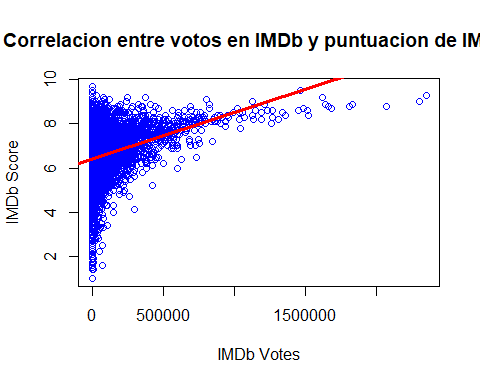 Correlacion entre votos en IMDb y puntuacion de IM
10
8
6
4
2
IMDb Score
0
500000
1500000
IMDb Votes